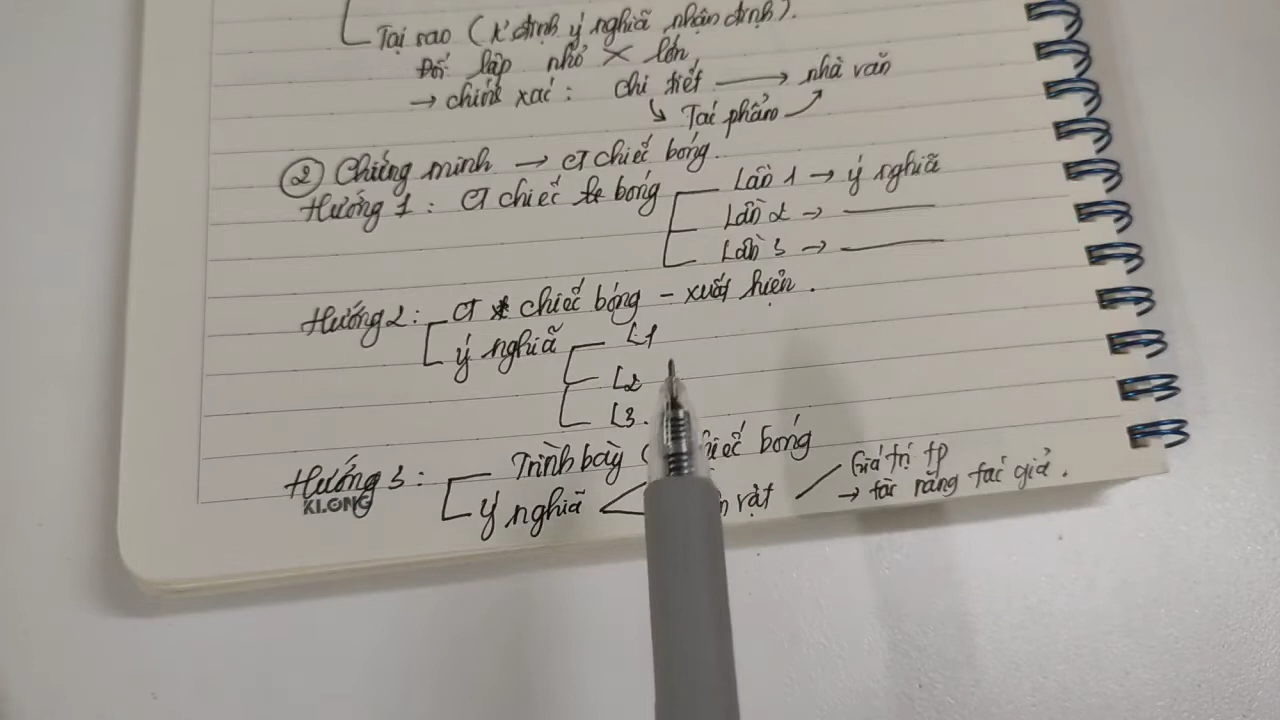 Tại sao (x' định ý nghĩa nhận định).
Đối lập nhỏ X lớn
→ chính xác: chi tiết → nhà văn
↳ Tác phẩm
② Chứng minh → CT chiếc bóng.
Hướng 1: CT chiếc bóng
Lần 1 → ý nghĩa
Lần 2 →
Lần 3 →
Hướng 2: CT chiếc bóng - xuất hiện.
ý nghĩa
L1
L2
L3.
Hướng 3: Trình bày ( bóng
ý nghĩa vật
Giá trị tp
→ tài năng tác giả.
KLONG